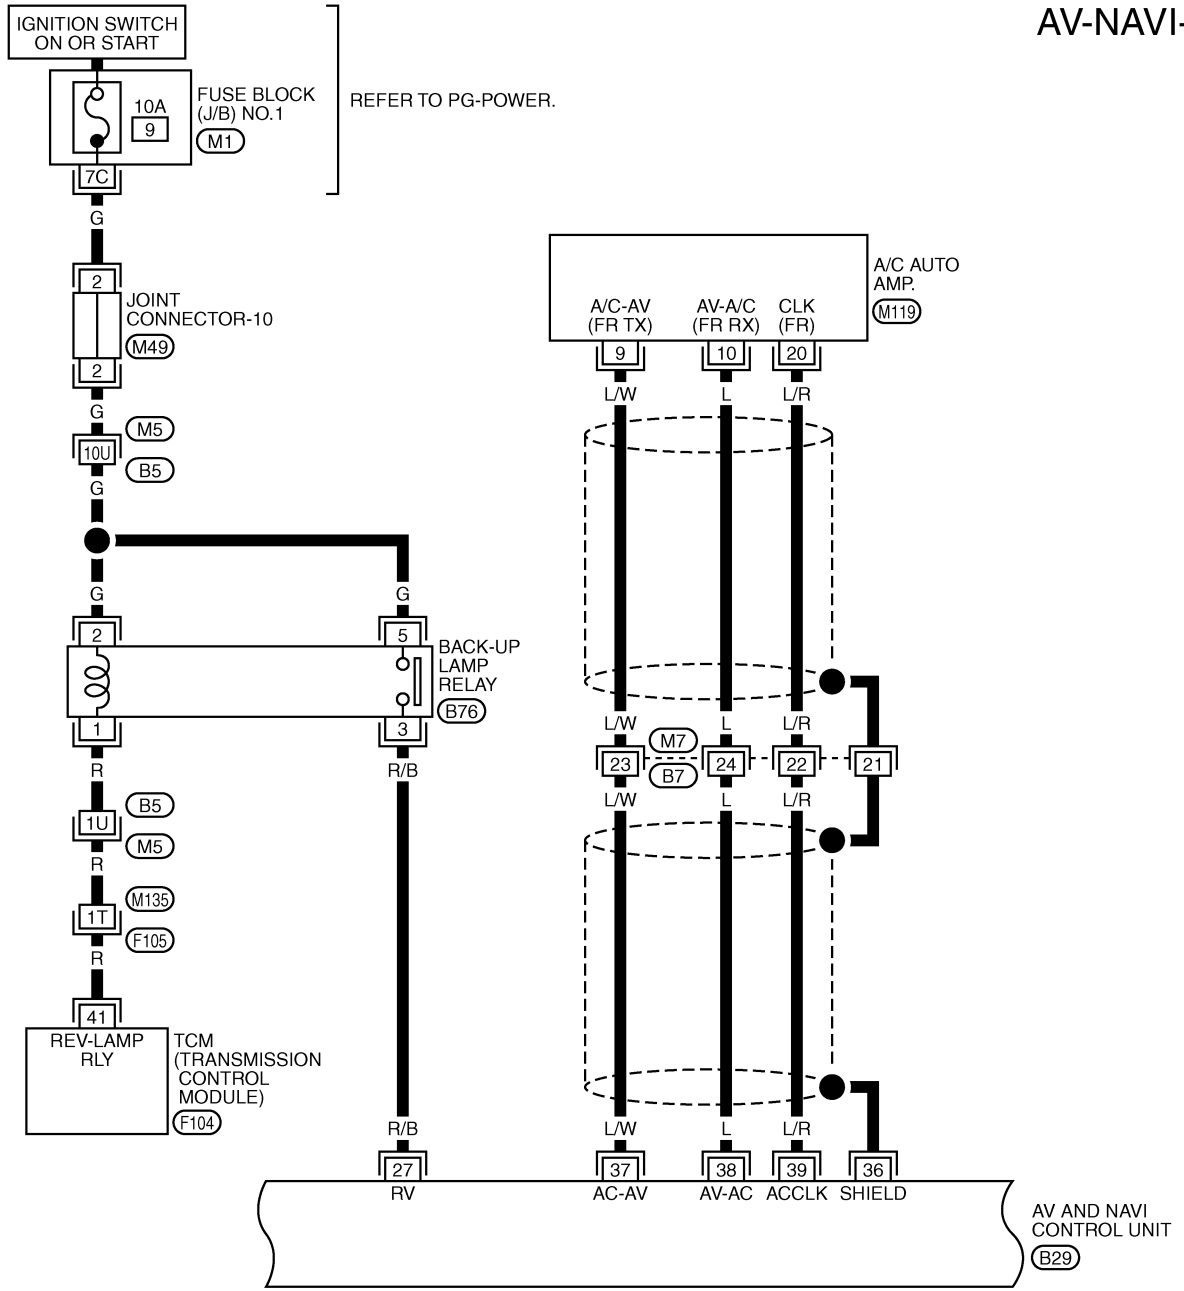 AV-NAVI-
IGNITION SWITCH
ON OR START
10A
9
FUSE BLOCK
(J/B) NO.1
M1
REFER TO PG-POWER.
7C
G
2
JOINT
CONNECTOR-10
M49
2
G
M5
10U
B5
G
G
G
2
5
BACK-UP
LAMP
RELAY
B76
1
3
R
R/B
B5
1U
M5
R
M135
1T
F105
R
41
REV-LAMP
RLY
TCM
(TRANSMISSION
CONTROL
MODULE)
F104
R/B
27
RV
A/C AUTO
AMP.
M119
A/C-AV
(FR TX)
AV-A/C
(FR RX)
CLK
(FR)
9
10
20
L/W
L
L/R
L/W
L
L/R
M7
23
24
22
21
B7
L/W
L
L/R
L/W
L
L/R
37
38
39
36
AC-AV
AV-AC
ACCLK
SHIELD
AV AND NAVI
CONTROL UNIT
B29